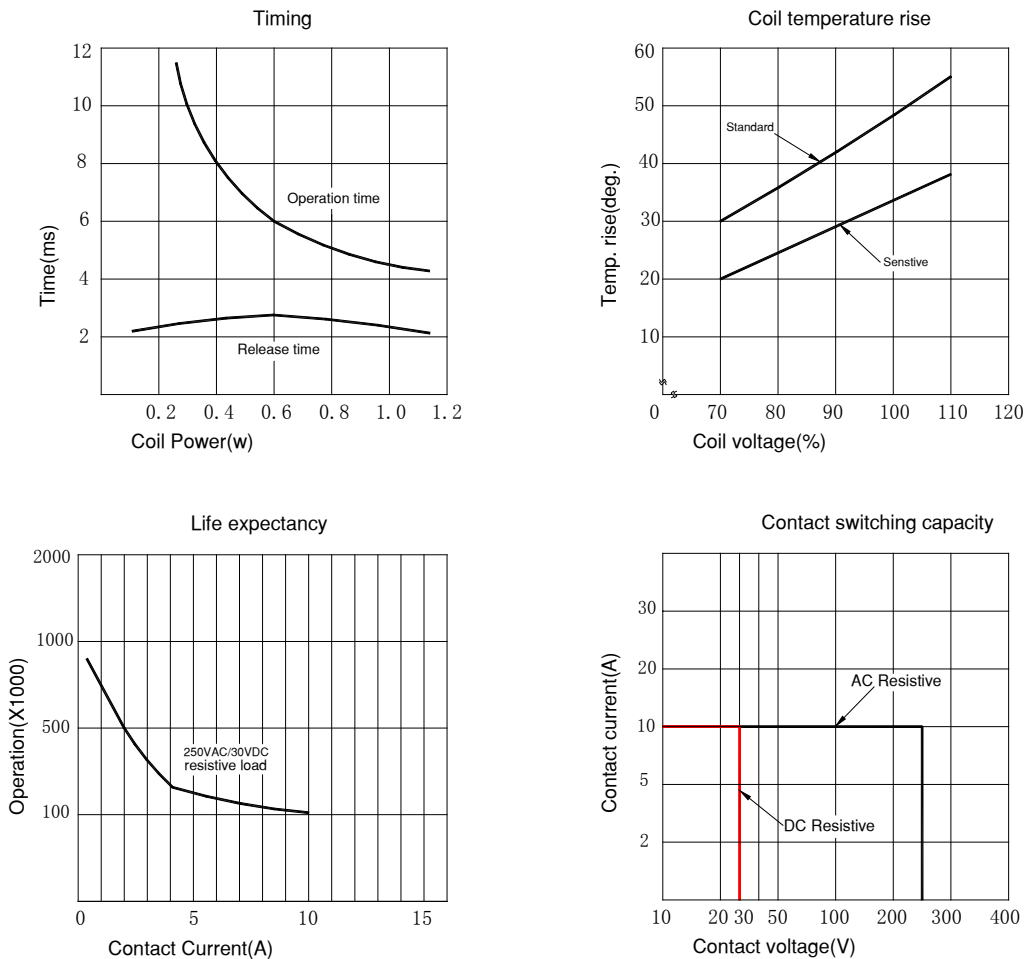 Timing
12
10
8
6
4
2
Time(ms)
Operation time
Release time
0.2 0.4 0.6 0.8 1.0 1.2
Coil Power(w)
Coil temperature rise
60
50
40
30
20
10
Temp. rise(deg.)
Standard
Senstive
0 70 80 90 100 110 120
Coil voltage(%)
Life expectancy
2000
1000
500
100
Operation(X1000)
250VAC/30VDC
resistive load
0 5 10 15
Contact Current(A)
Contact switching capacity
30
20
10
5
2
Contact current(A)
AC Resistive
DC Resistive
10 20 30 50 100 200 300 400
Contact voltage(V)